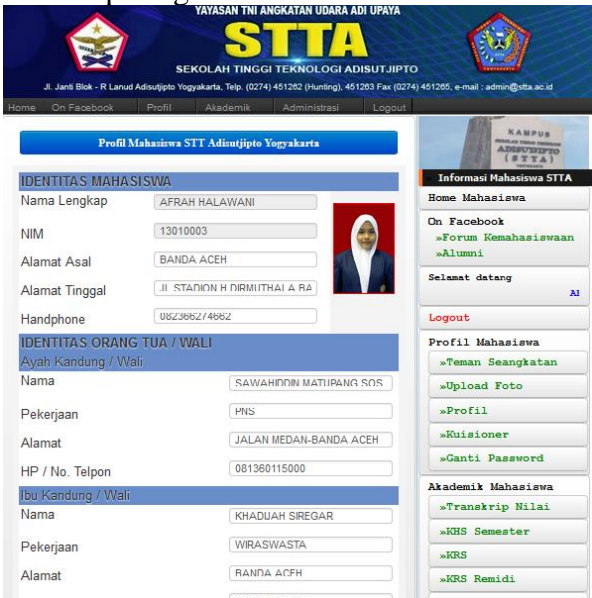 YAYASAN TNI ANGKATAN UDARA ADI UPAYA
STTA
SEKOLAH TINGGI TEKNOLOGI ADISUTJIPTO
Jl. Janti Blok - R Lanud Adisutjipto Yogyakarta, Telp. (0274) 451262 (Hunting), 451263 Fax (0274) 451265, e-mail : admin@stta.ac.id
Home On Facebook Profil Akademik Administrasi Logout
Profil Mahasiswa STT Adisutjipto Yogyakarta
IDENTITAS MAHASISWA
Nama Lengkap AFRAH HALAWANI
NIM 13010003
Alamat Asal BANDA ACEH
Alamat Tinggal JL STADION H DIRMUTHALA BA
Handphone 082366274662
IDENTITAS ORANG TUA / WALI
Ayah Kandung / Wali
Nama SAWAHIDDIN MATUPANG SOS
Pekerjaan PNS
Alamat JALAN MEDAN-BANDA ACEH
HP / No. Telpon 081360115000
Ibu Kandung / Wali
Nama KHADIJAH SIREGAR
Pekerjaan WIRASWASTA
Alamat BANDA ACEH
KAMPUS
ADISUTJIPTO
(STTA)
Informasi Mahasiswa STTA
Home Mahasiswa
On Facebook
»Forum Kemahasiswaan
»Alumni
Selamat datang
AI
Logout
Profil Mahasiswa
»Teman Seangkatan
»Upload Foto
»Profil
»Kuisioner
»Ganti Password
Akademik Mahasiswa
»Transkrip Nilai
»KHS Semester
»KRS
»KRS Remidi